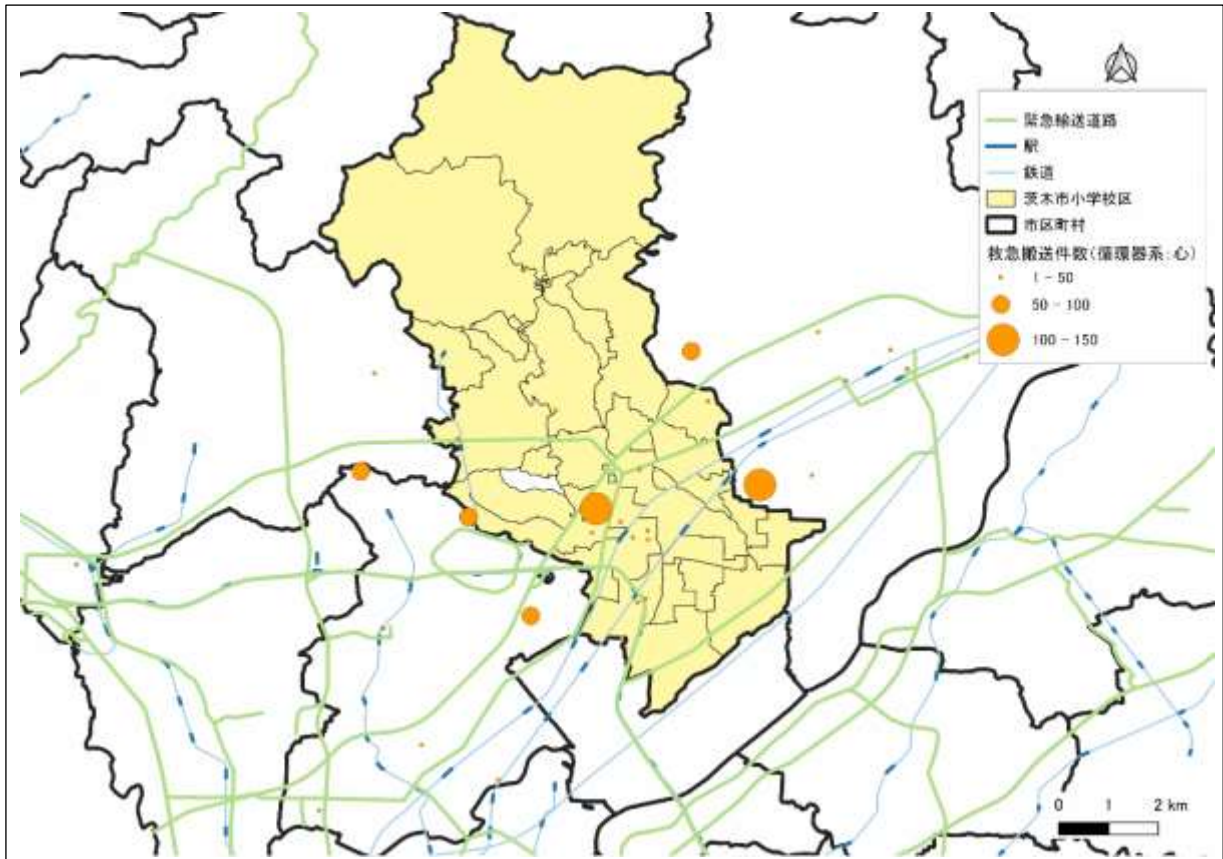 緊急輸送道路
駅
鉄道
茨木市小学校区
市区町村
救急搬送件数(循環器系:心)
1 - 50
50 - 100
100 - 150
0 1 2 km